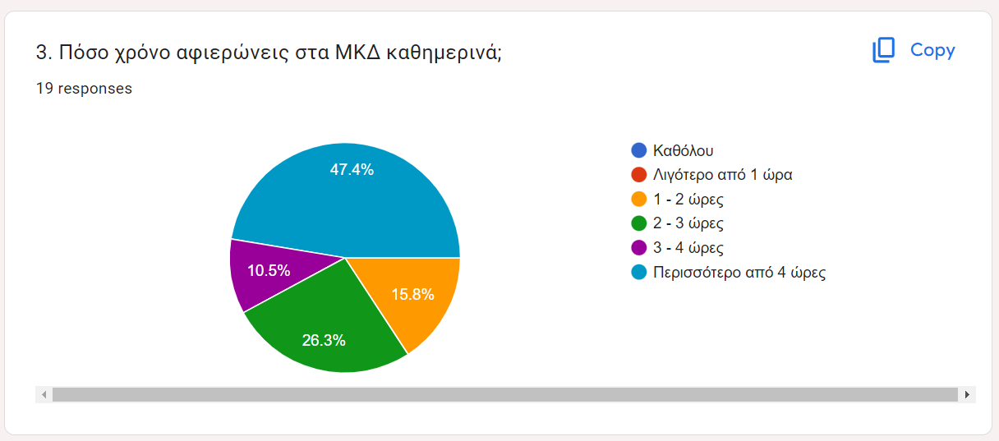 3. Πόσο χρόνο αφιερώνεις στα ΜΚΔ καθημερινά;
Copy
19 responses
47.4%
10.5%
15.8%
26.3%
Καθόλου
Λιγότερο από 1 ώρα
1 - 2 ώρες
2 - 3 ώρες
3 - 4 ώρες
Περισσότερο από 4 ώρες